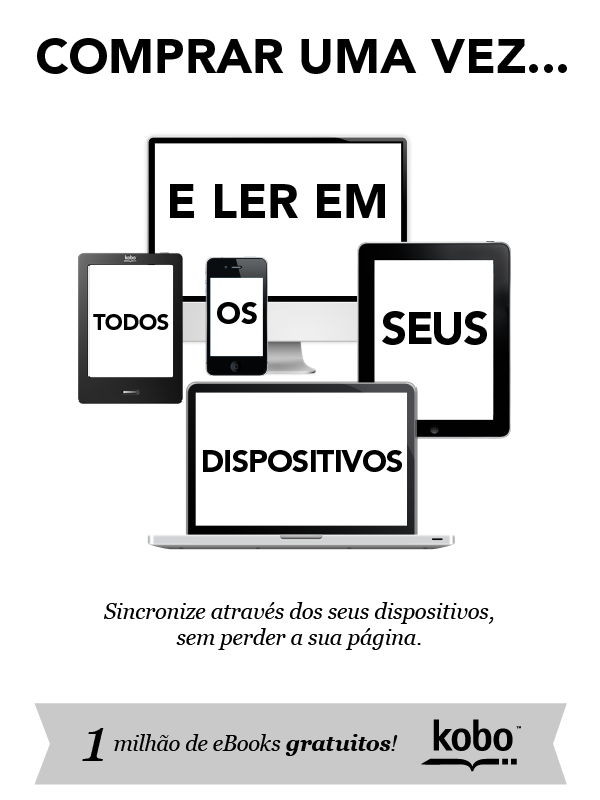 COMPRAR UMA VEZ...
E LER EM
kobo
TODOS
OS
SEUS
DISPOSITIVOS
Sincronize através dos seus dispositivos,
sem perder a sua página.
1 milhão de eBooks gratuitos!
kobo™